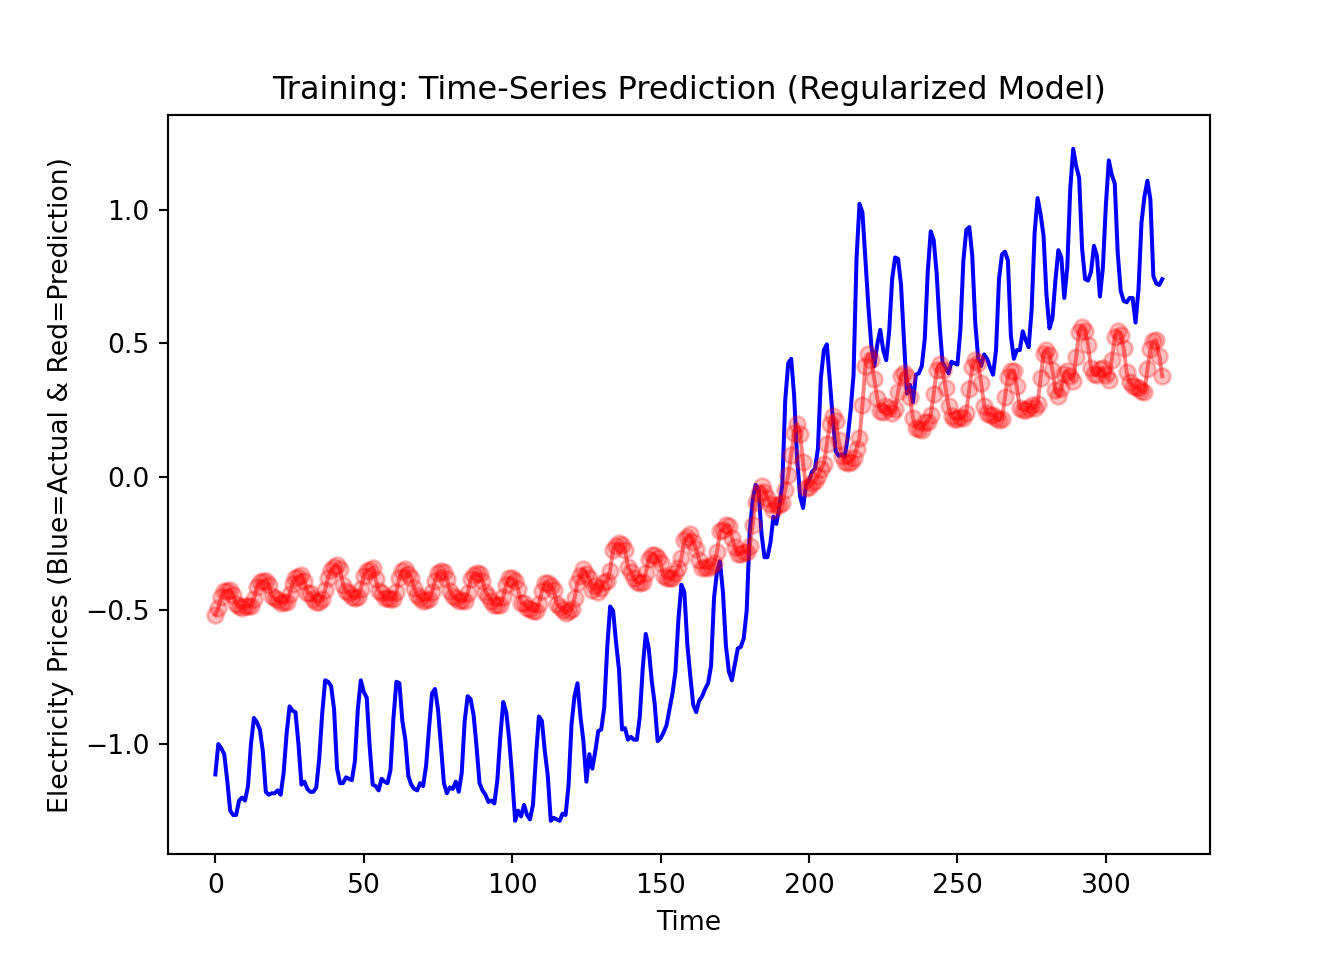 Training: Time-Series Prediction (Regularized Model)
Electricity Prices (Blue=Actual & Red=Prediction)
1.0
0.5
0.0
−0.5
−1.0
0 50 100 150 200 250 300
Time